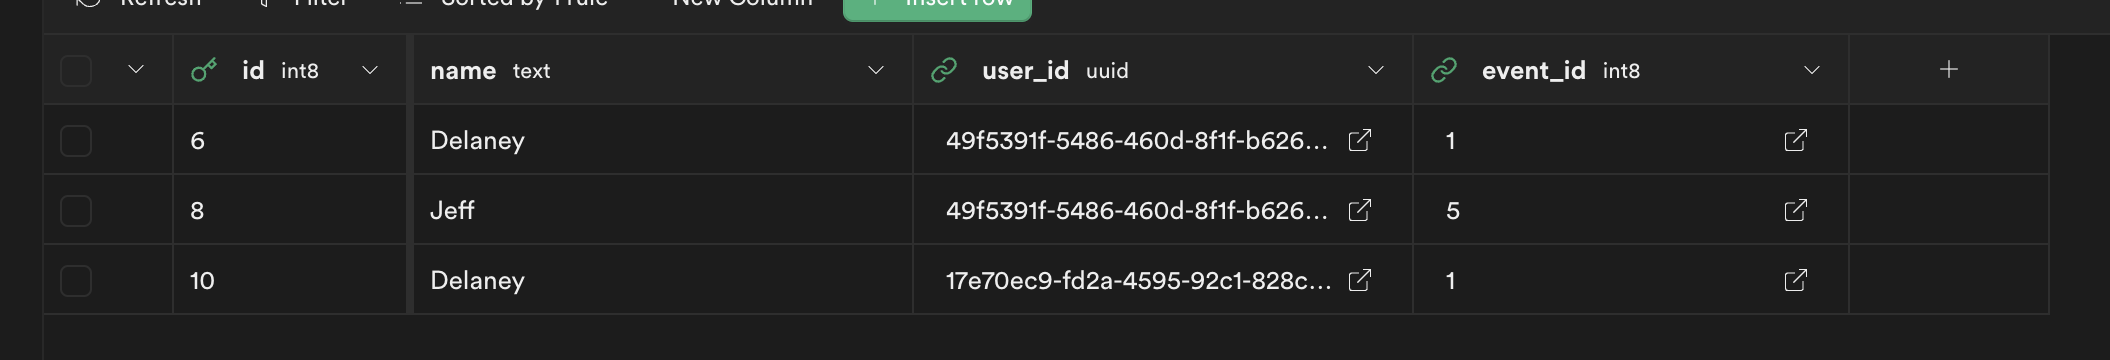 Refresh Filter Sorted by 1 rule New Column + Insert row
id int8 name text user_id uuid event_id int8 +
6 Delaney 49f5391f-5486-460d-8f1f-b626... 1
8 Jeff 49f5391f-5486-460d-8f1f-b626... 5
10 Delaney 17e70ec9-fd2a-4595-92c1-828c... 1